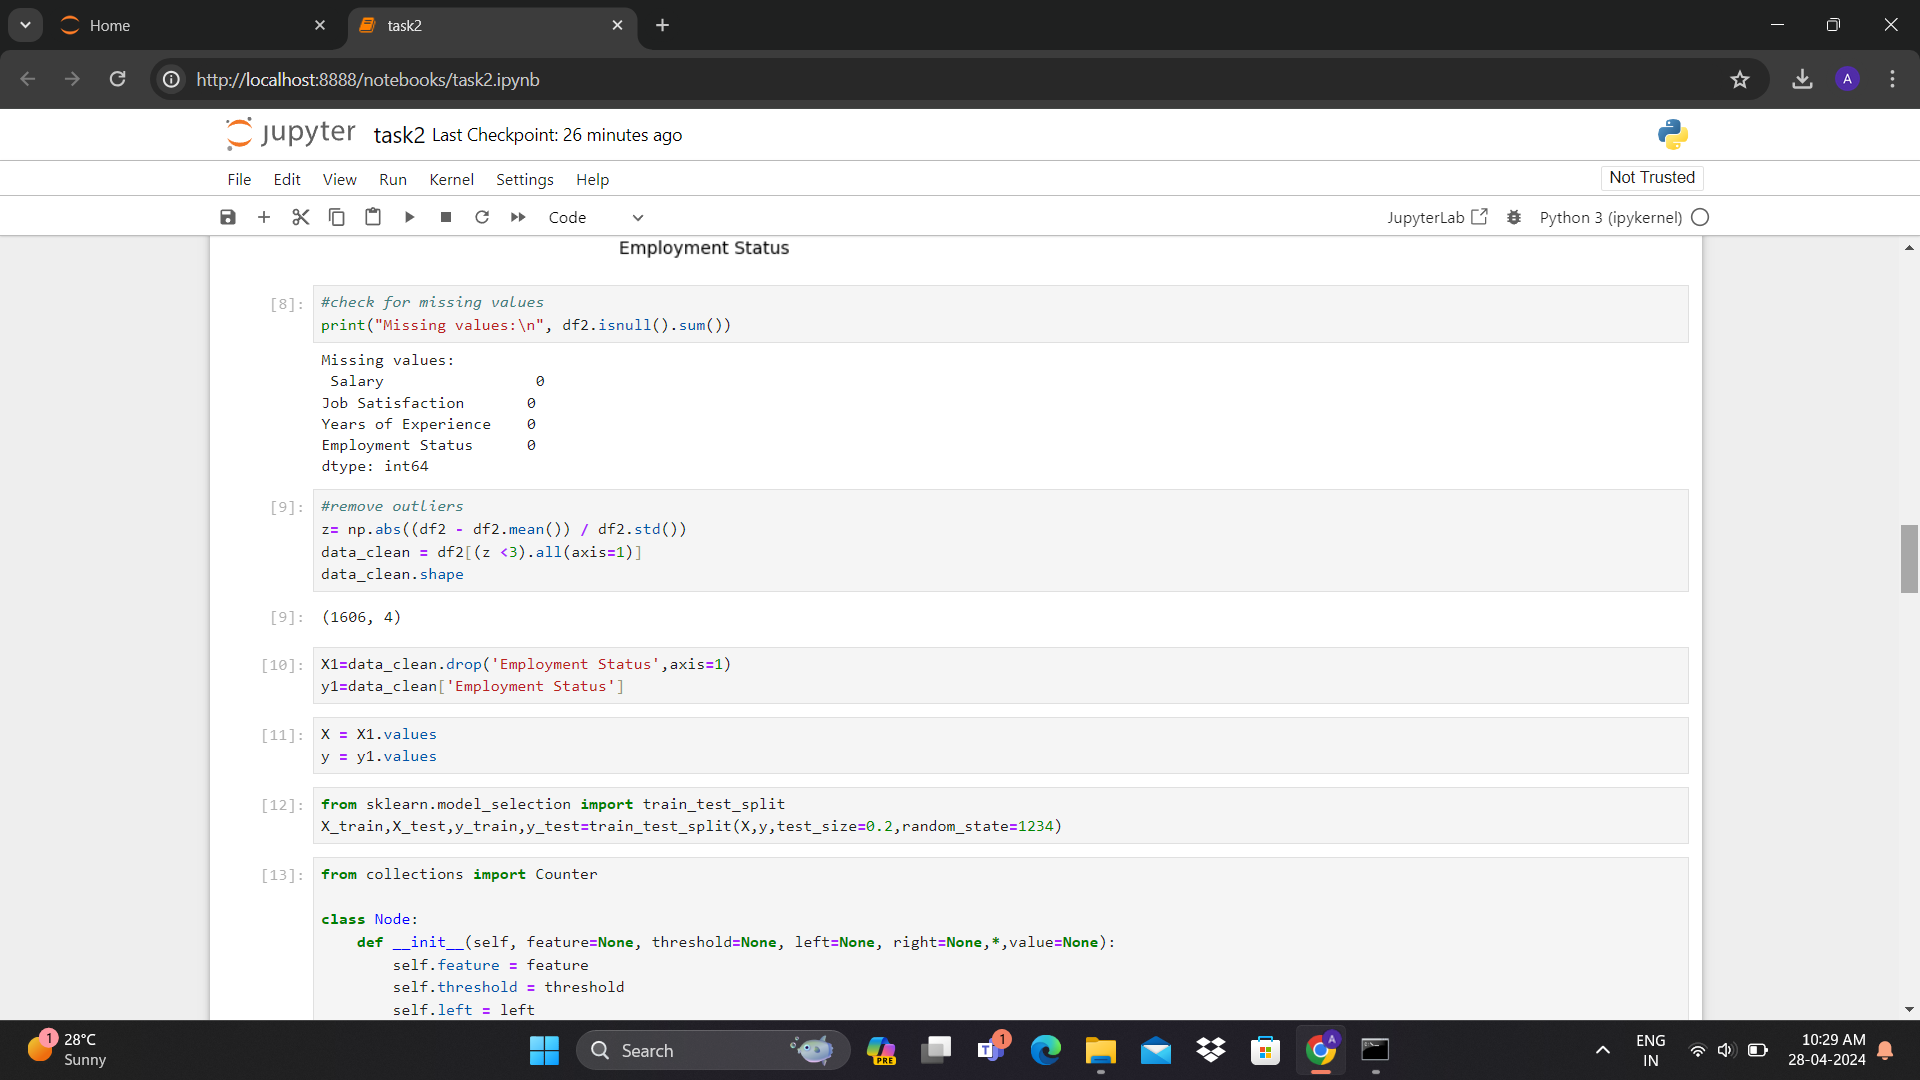 Home
task2
http://localhost:8888/notebooks/task2.ipynb
A
jupyter task2 Last Checkpoint: 26 minutes ago
File Edit View Run Kernel Settings Help
Not Trusted
Code
JupyterLab
Python 3 (ipykernel)
Employment Status
[8]:
#check for missing values
print("Missing values:\n", df2.isnull().sum())
Missing values:
 Salary                 0
Job Satisfaction       0
Years of Experience    0
Employment Status      0
dtype: int64
[9]:
#remove outliers
z= np.abs((df2 - df2.mean()) / df2.std())
data_clean = df2[(z <3).all(axis=1)]
data_clean.shape
[9]:
(1606, 4)
[10]:
X1=data_clean.drop('Employment Status',axis=1)
y1=data_clean['Employment Status']
[11]:
X = X1.values
y = y1.values
[12]:
from sklearn.model_selection import train_test_split
X_train,X_test,y_train,y_test=train_test_split(X,y,test_size=0.2,random_state=1234)
[13]:
from collections import Counter
class Node:
    def __init__(self, feature=None, threshold=None, left=None, right=None,*,value=None):
        self.feature = feature
        self.threshold = threshold
        self.left = left
1
28°C
Sunny
Search
PRE
1
A
ENG
IN
10:29 AM
28-04-2024